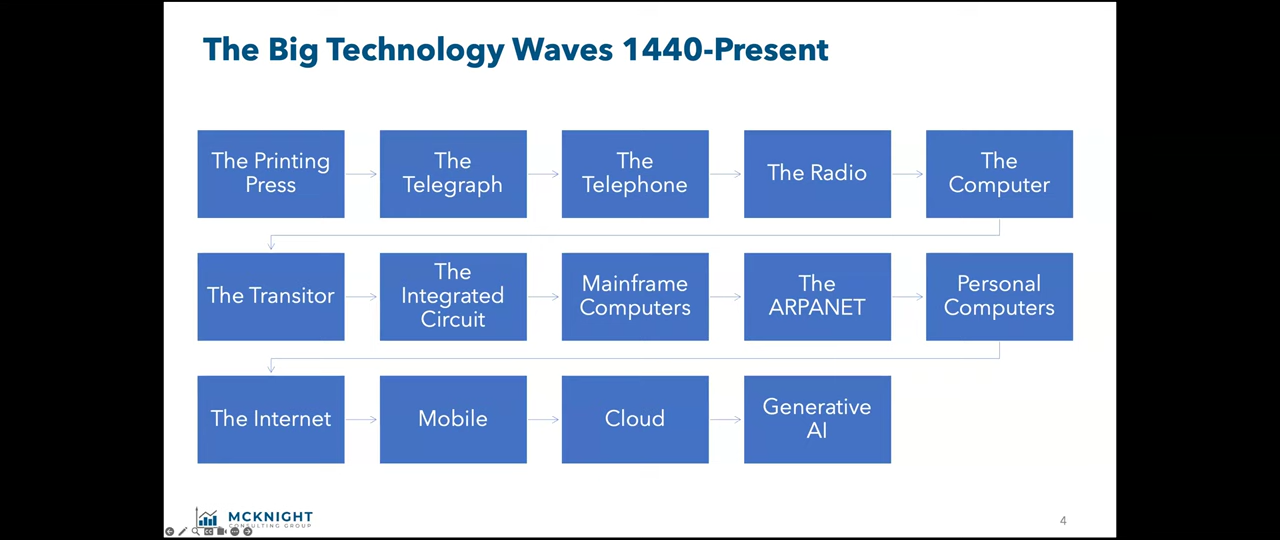 The Big Technology Waves 1440-Present
The Printing
Press
The
Telegraph
The
Telephone
The Radio
The
Computer
The Transitor
The
Integrated
Circuit
Mainframe
Computers
The
ARPANET
Personal
Computers
The Internet
Mobile
Cloud
Generative
AI
MCKNIGHT
CONSULTING GROUP
4